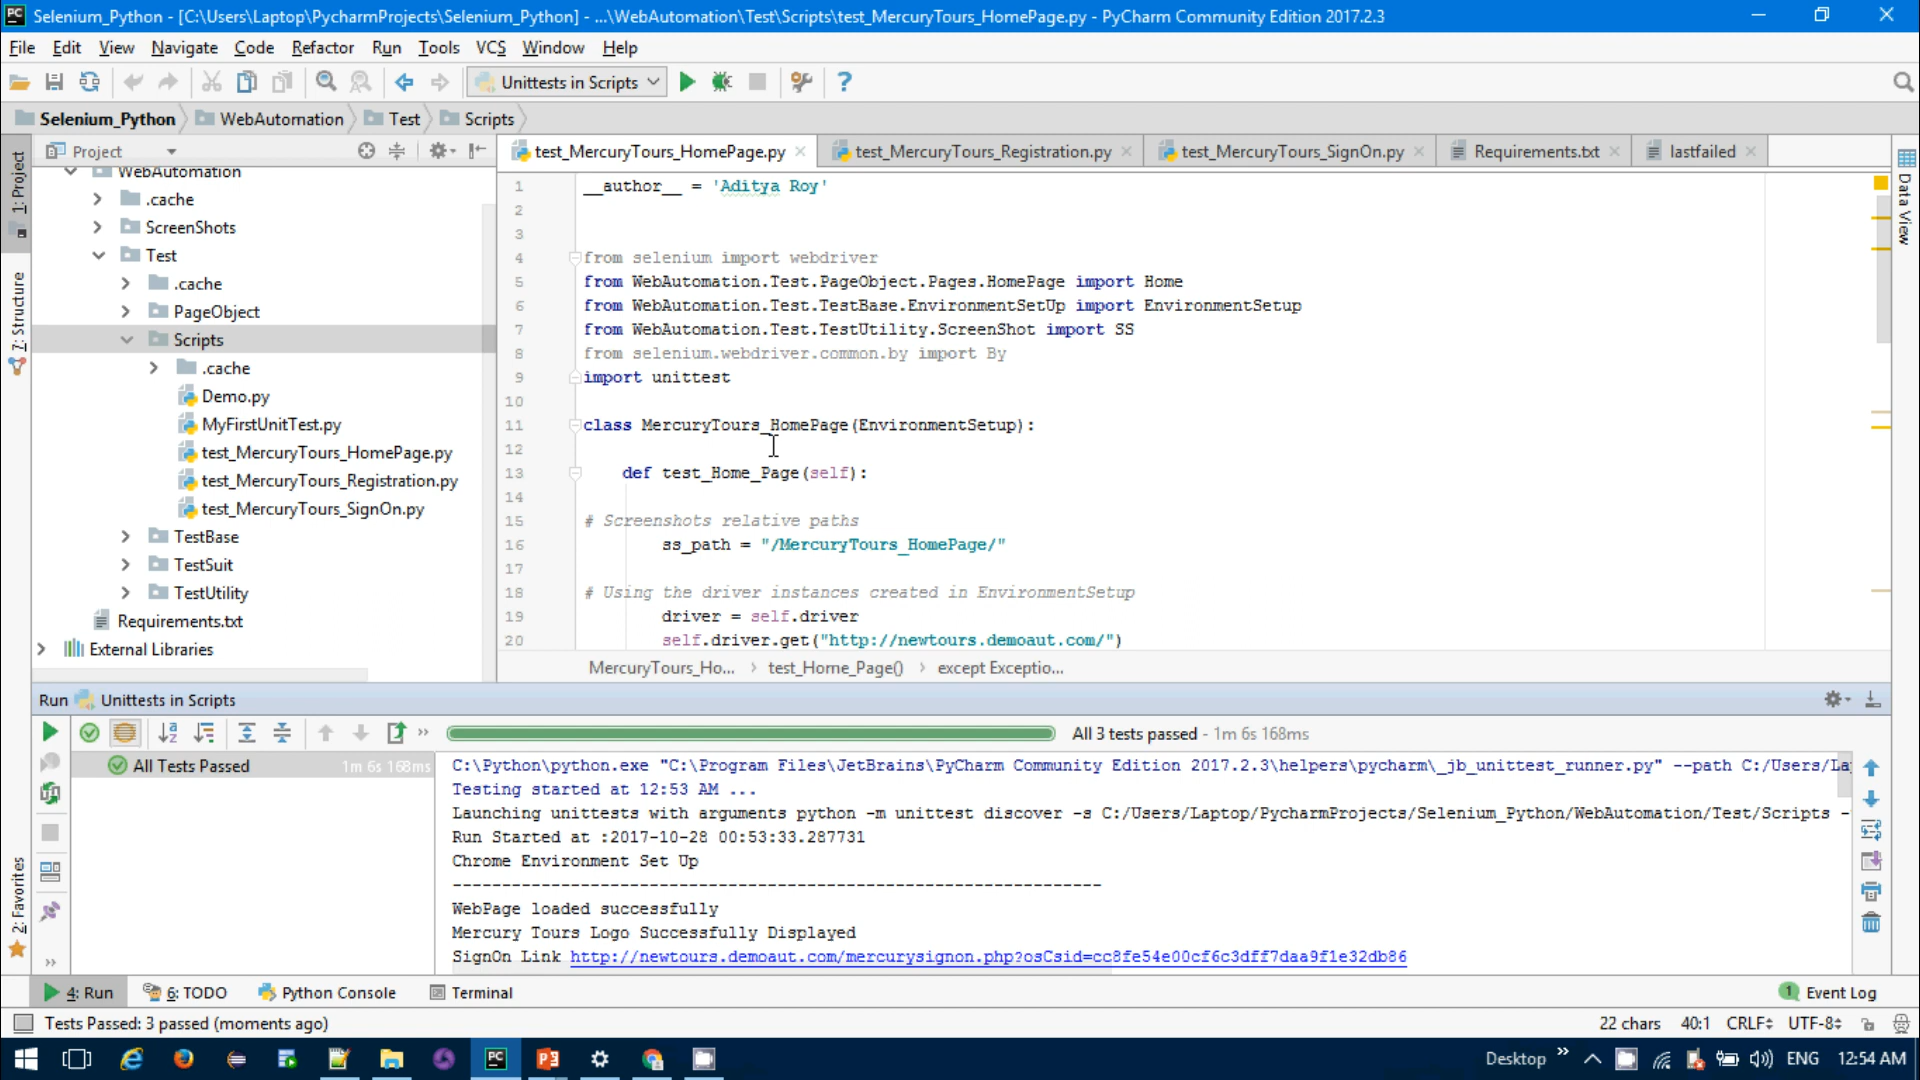 PC Selenium_Python - [C:\Users\Laptop\PycharmProjects\Selenium_Python] - ...\WebAutomation\Test\Scripts\test_MercuryTours_HomePage.py - PyCharm Community Edition 2017.2.3
File Edit View Navigate Code Refactor Run Tools VCS Window Help
Unittests in Scripts
Selenium_Python WebAutomation Test Scripts
Project
test_MercuryTours_HomePage.py test_MercuryTours_Registration.py test_MercuryTours_SignOn.py Requirements.txt lastfailed
1: Project
7: Structure
2: Favorites
Data View
WebAutomation
.cache
ScreenShots
Test
.cache
PageObject
Scripts
.cache
Demo.py
MyFirstUnitTest.py
test_MercuryTours_HomePage.py
test_MercuryTours_Registration.py
test_MercuryTours_SignOn.py
TestBase
TestSuit
TestUtility
Requirements.txt
External Libraries
1 __author__ = 'Aditya Roy'
2
3
4 from selenium import webdriver
5 from WebAutomation.Test.PageObject.Pages.HomePage import Home
6 from WebAutomation.Test.TestBase.EnvironmentSetUp import EnvironmentSetup
7 from WebAutomation.Test.TestUtility.ScreenShot import SS
8 from selenium.webdriver.common.by import By
9 import unittest
10
11 class MercuryTours_HomePage(EnvironmentSetup):
12
13 def test_Home_Page(self):
14
15 # Screenshots relative paths
16 ss_path = "/MercuryTours_HomePage/"
17
18 # Using the driver instances created in EnvironmentSetup
19 driver = self.driver
20 self.driver.get("http://newtours.demoaut.com/")
MercuryTours_Ho... test_Home_Page() except Exceptio...
Run Unittests in Scripts
All 3 tests passed - 1m 6s 168ms
All Tests Passed 1m 6s 168ms
C:\Python\python.exe "C:\Program Files\JetBrains\PyCharm Community Edition 2017.2.3\helpers\pycharm\_jb_unittest_runner.py" --path C:/Users/La
Testing started at 12:53 AM ...
Launching unittests with arguments python -m unittest discover -s C:/Users/Laptop/PycharmProjects/Selenium_Python/WebAutomation/Test/Scripts -
Run Started at :2017-10-28 00:53:33.287731
Chrome Environment Set Up
------------------------------------------------------------------
WebPage loaded successfully
Mercury Tours Logo Successfully Displayed
SignOn Link http://newtours.demoaut.com/mercurysignon.php?osCsid=cc8fe54e00cf6c3dff7daa9f1e32db86
4: Run 6: TODO Python Console Terminal 1 Event Log
Tests Passed: 3 passed (moments ago) 22 chars 40:1 CRLF UTF-8
PC Desktop ENG 12:54 AM